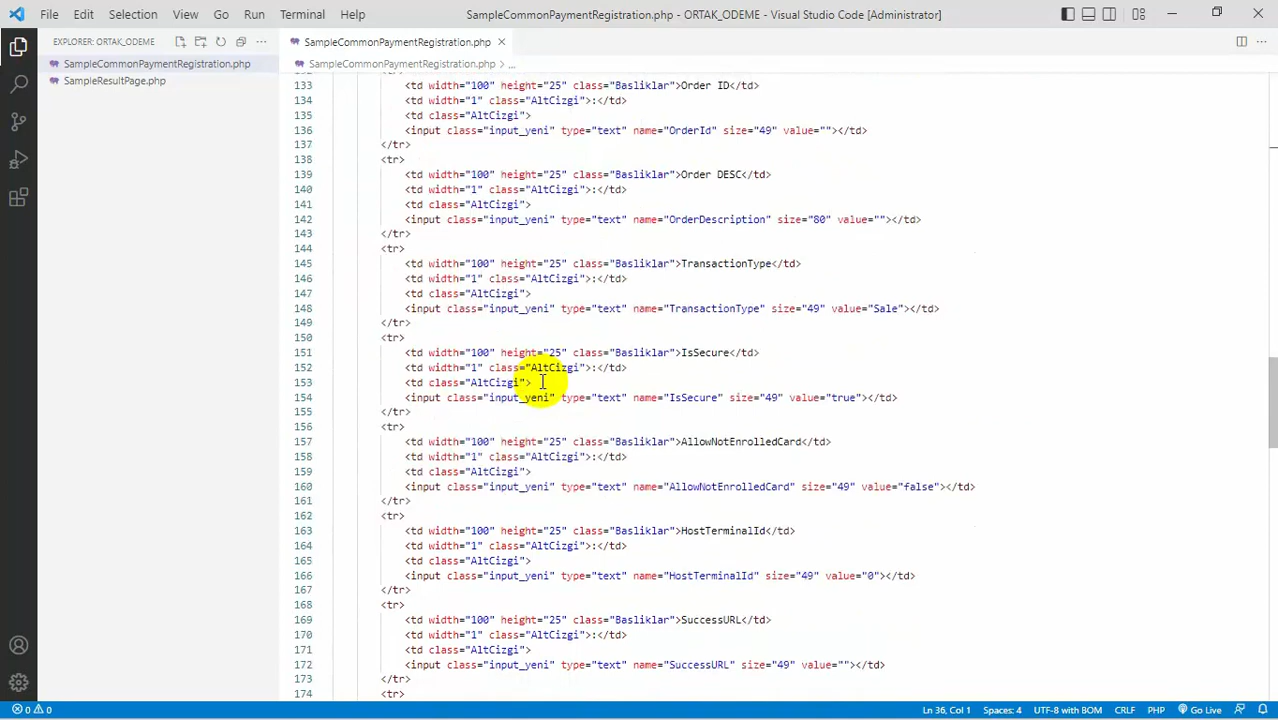 File Edit Selection View Go Run Terminal Help
SampleCommonPaymentRegistration.php - ORTAK_ODEME - Visual Studio Code [Administrator]
EXPLORER: ORTAK_ODEME
SampleCommonPaymentRegistration.php
SampleResultPage.php
SampleCommonPaymentRegistration.php
SampleCommonPaymentRegistration.php > ...
133 <td width="100" height="25" class="Basliklar">Order ID</td>
134 <td width="1" class="AltCizgi">:</td>
135 <td class="AltCizgi">
136 <input class="input_yeni" type="text" name="OrderId" size="49" value=""></td>
137 </tr>
138 <tr>
139 <td width="100" height="25" class="Basliklar">Order DESC</td>
140 <td width="1" class="AltCizgi">:</td>
141 <td class="AltCizgi">
142 <input class="input_yeni" type="text" name="OrderDescription" size="80" value=""></td>
143 </tr>
144 <tr>
145 <td width="100" height="25" class="Basliklar">TransactionType</td>
146 <td width="1" class="AltCizgi">:</td>
147 <td class="AltCizgi">
148 <input class="input_yeni" type="text" name="TransactionType" size="49" value="Sale"></td>
149 </tr>
150 <tr>
151 <td width="100" height="25" class="Basliklar">IsSecure</td>
152 <td width="1" class="AltCizgi">:</td>
153 <td class="AltCizgi">
154 <input class="input_yeni" type="text" name="IsSecure" size="49" value="true"></td>
155 </tr>
156 <tr>
157 <td width="100" height="25" class="Basliklar">AllowNotEnrolledCard</td>
158 <td width="1" class="AltCizgi">:</td>
159 <td class="AltCizgi">
160 <input class="input_yeni" type="text" name="AllowNotEnrolledCard" size="49" value="false"></td>
161 </tr>
162 <tr>
163 <td width="100" height="25" class="Basliklar">HostTerminalId</td>
164 <td width="1" class="AltCizgi">:</td>
165 <td class="AltCizgi">
166 <input class="input_yeni" type="text" name="HostTerminalId" size="49" value="0"></td>
167 </tr>
168 <tr>
169 <td width="100" height="25" class="Basliklar">SuccessURL</td>
170 <td width="1" class="AltCizgi">:</td>
171 <td class="AltCizgi">
172 <input class="input_yeni" type="text" name="SuccessURL" size="49" value=""></td>
173 </tr>
174 <tr>
0 0 Ln 36, Col 1 Spaces: 4 UTF-8 with BOM CRLF PHP Go Live